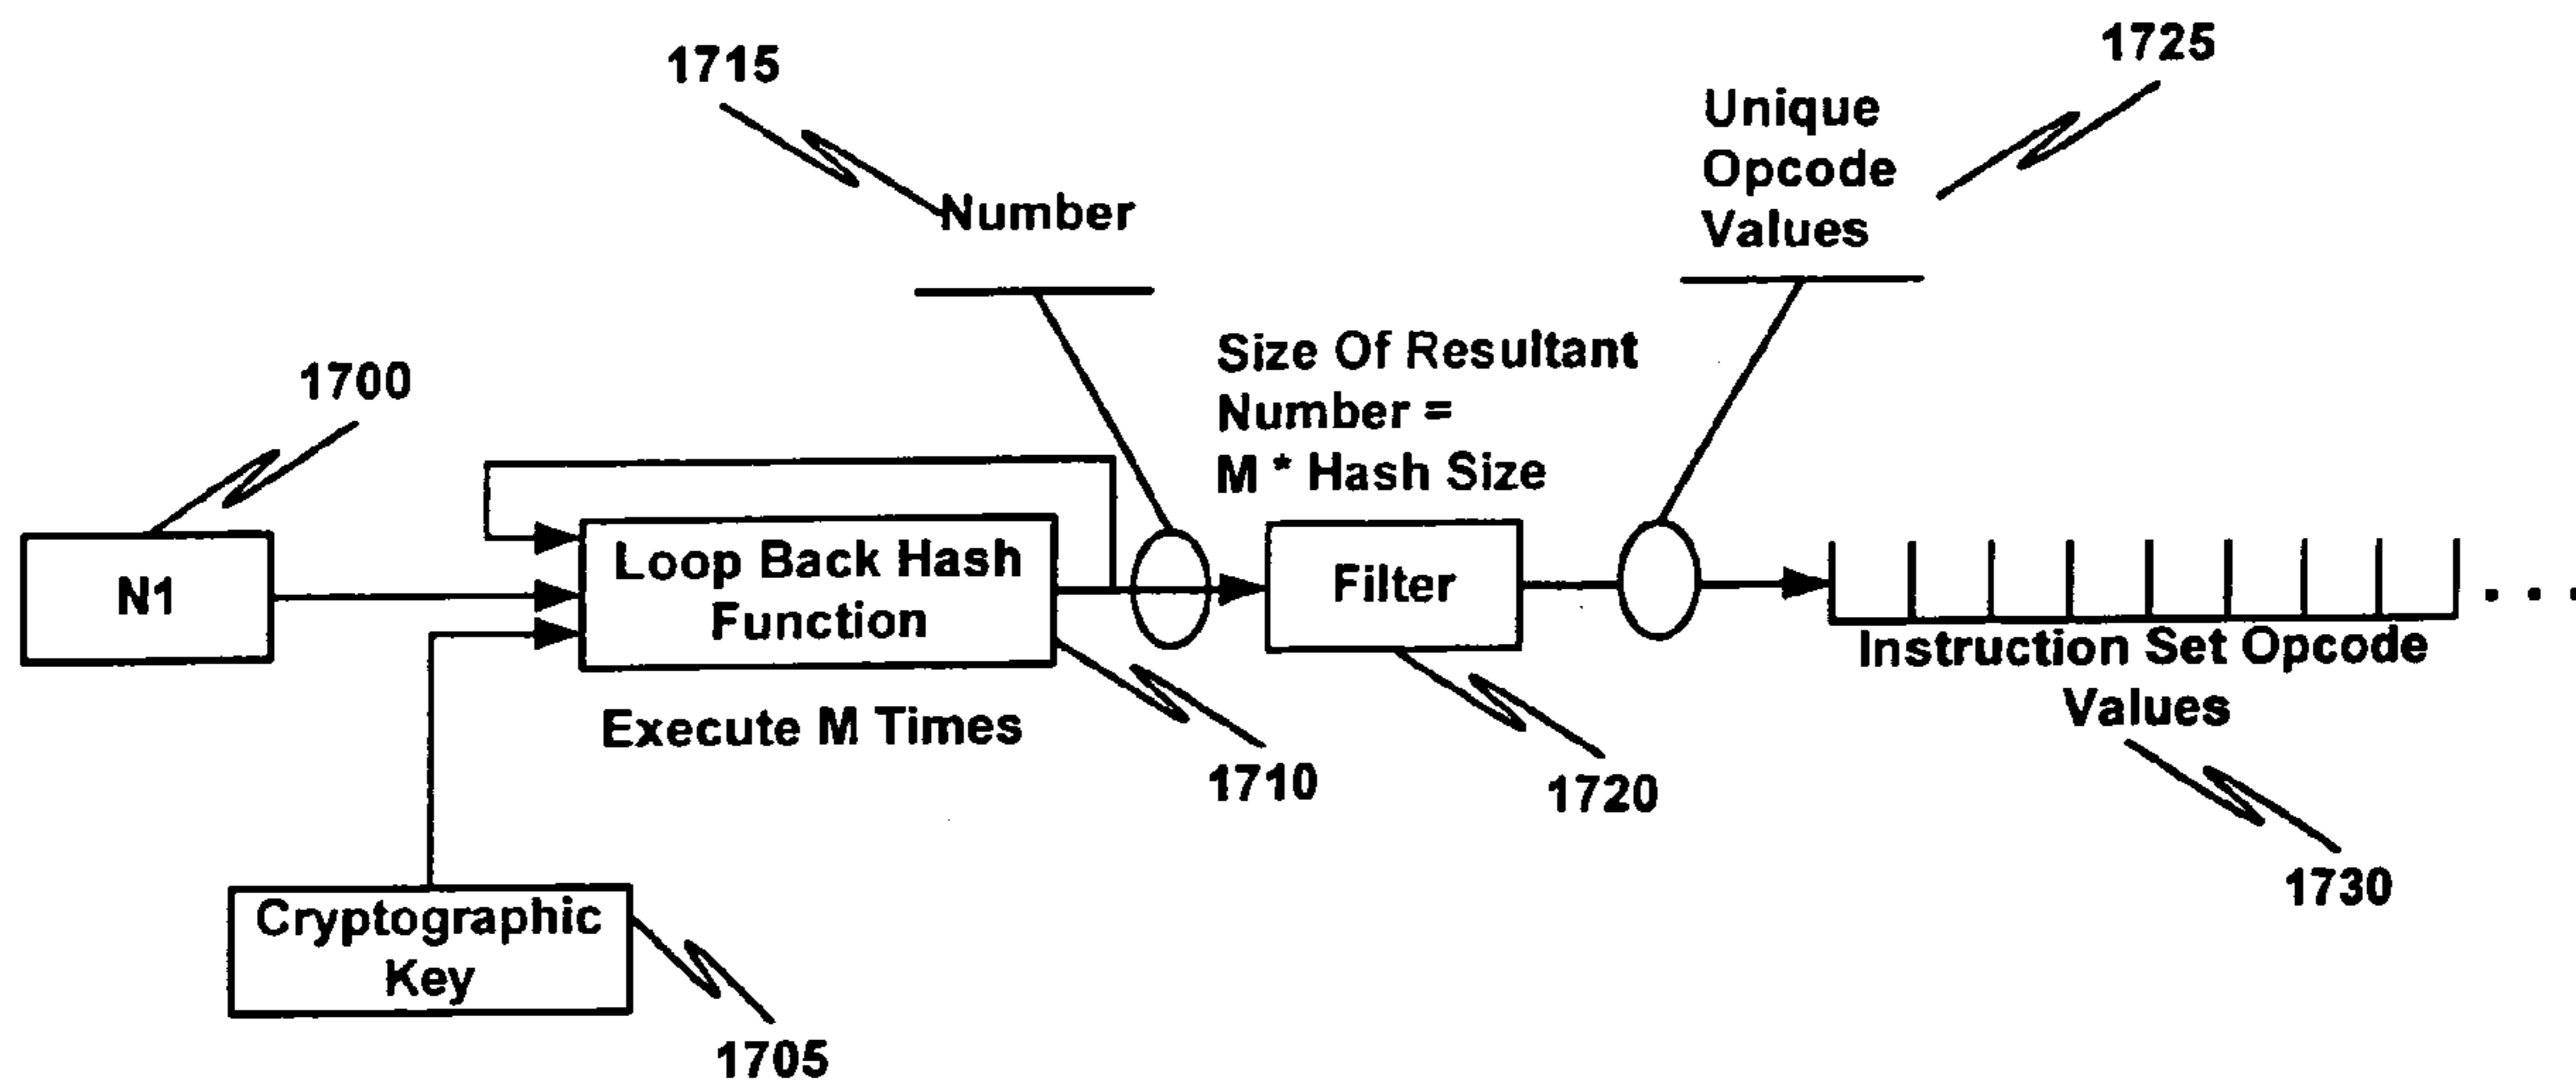 1715
1725
Unique
Opcode
Values
Number
Size Of Resultant
Number =
M * Hash Size
1700
N1
Loop Back Hash
Function
Filter
. . .
Instruction Set Opcode
Values
Execute M Times
1710
1720
1730
Cryptographic
Key
1705